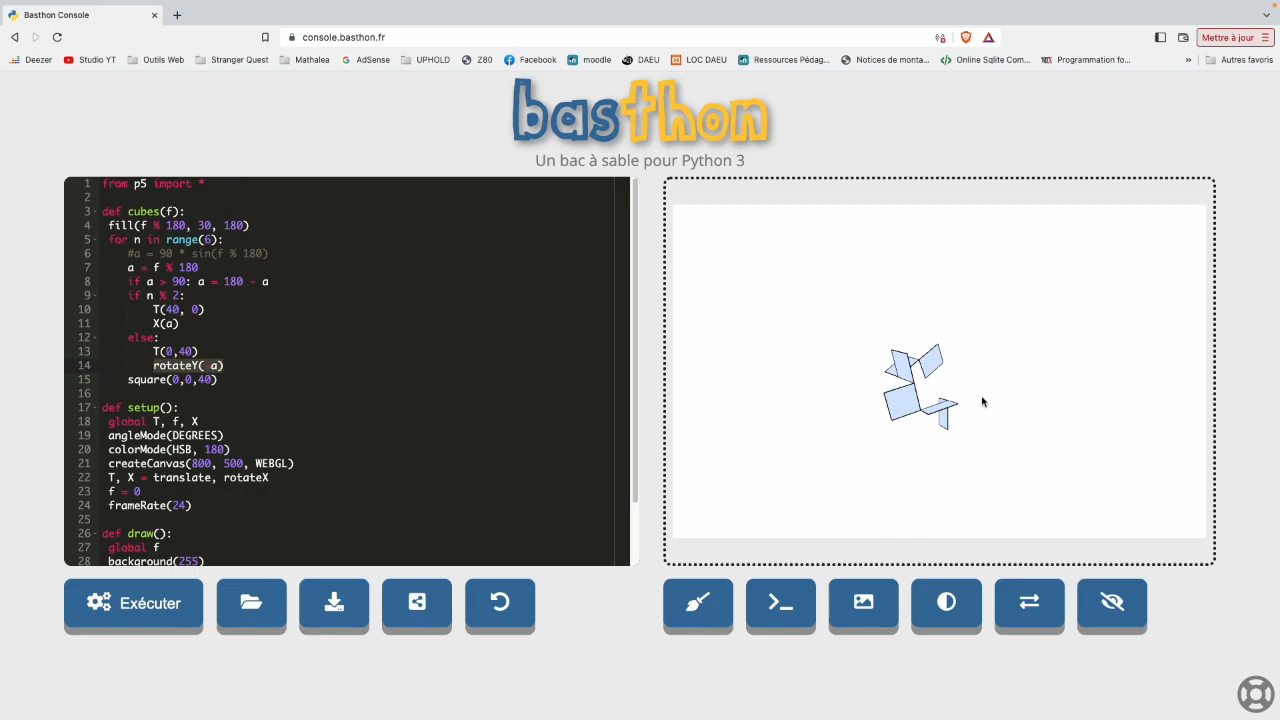 Basthon Console
console.basthon.fr
Mettre à jour
Deezer
Studio YT
Outils Web
Stranger Quest
Mathalea
AdSense
UPHOLD
Z80
Facebook
moodle
DAEU
LOC DAEU
Ressources Pédag...
Notices de monta...
Online Sqlite Com...
Programmation fo...
»
Autres favoris
basthon
Un bac à sable pour Python 3
1 from p5 import *
2
3 def cubes(f):
4 fill(f % 180, 30, 180)
5 for n in range(6):
6 #a = 90 * sin(f % 180)
7 a = f % 180
8 if a > 90: a = 180 - a
9 if n % 2:
10 T(40, 0)
11 X(a)
12 else:
13 T(0,40)
14 rotateY( a)
15 square(0,0,40)
16
17 def setup():
18 global T, f, X
19 angleMode(DEGREES)
20 colorMode(HSB, 180)
21 createCanvas(800, 500, WEBGL)
22 T, X = translate, rotateX
23 f = 0
24 frameRate(24)
25
26 def draw():
27 global f
28 background(255)
Exécuter